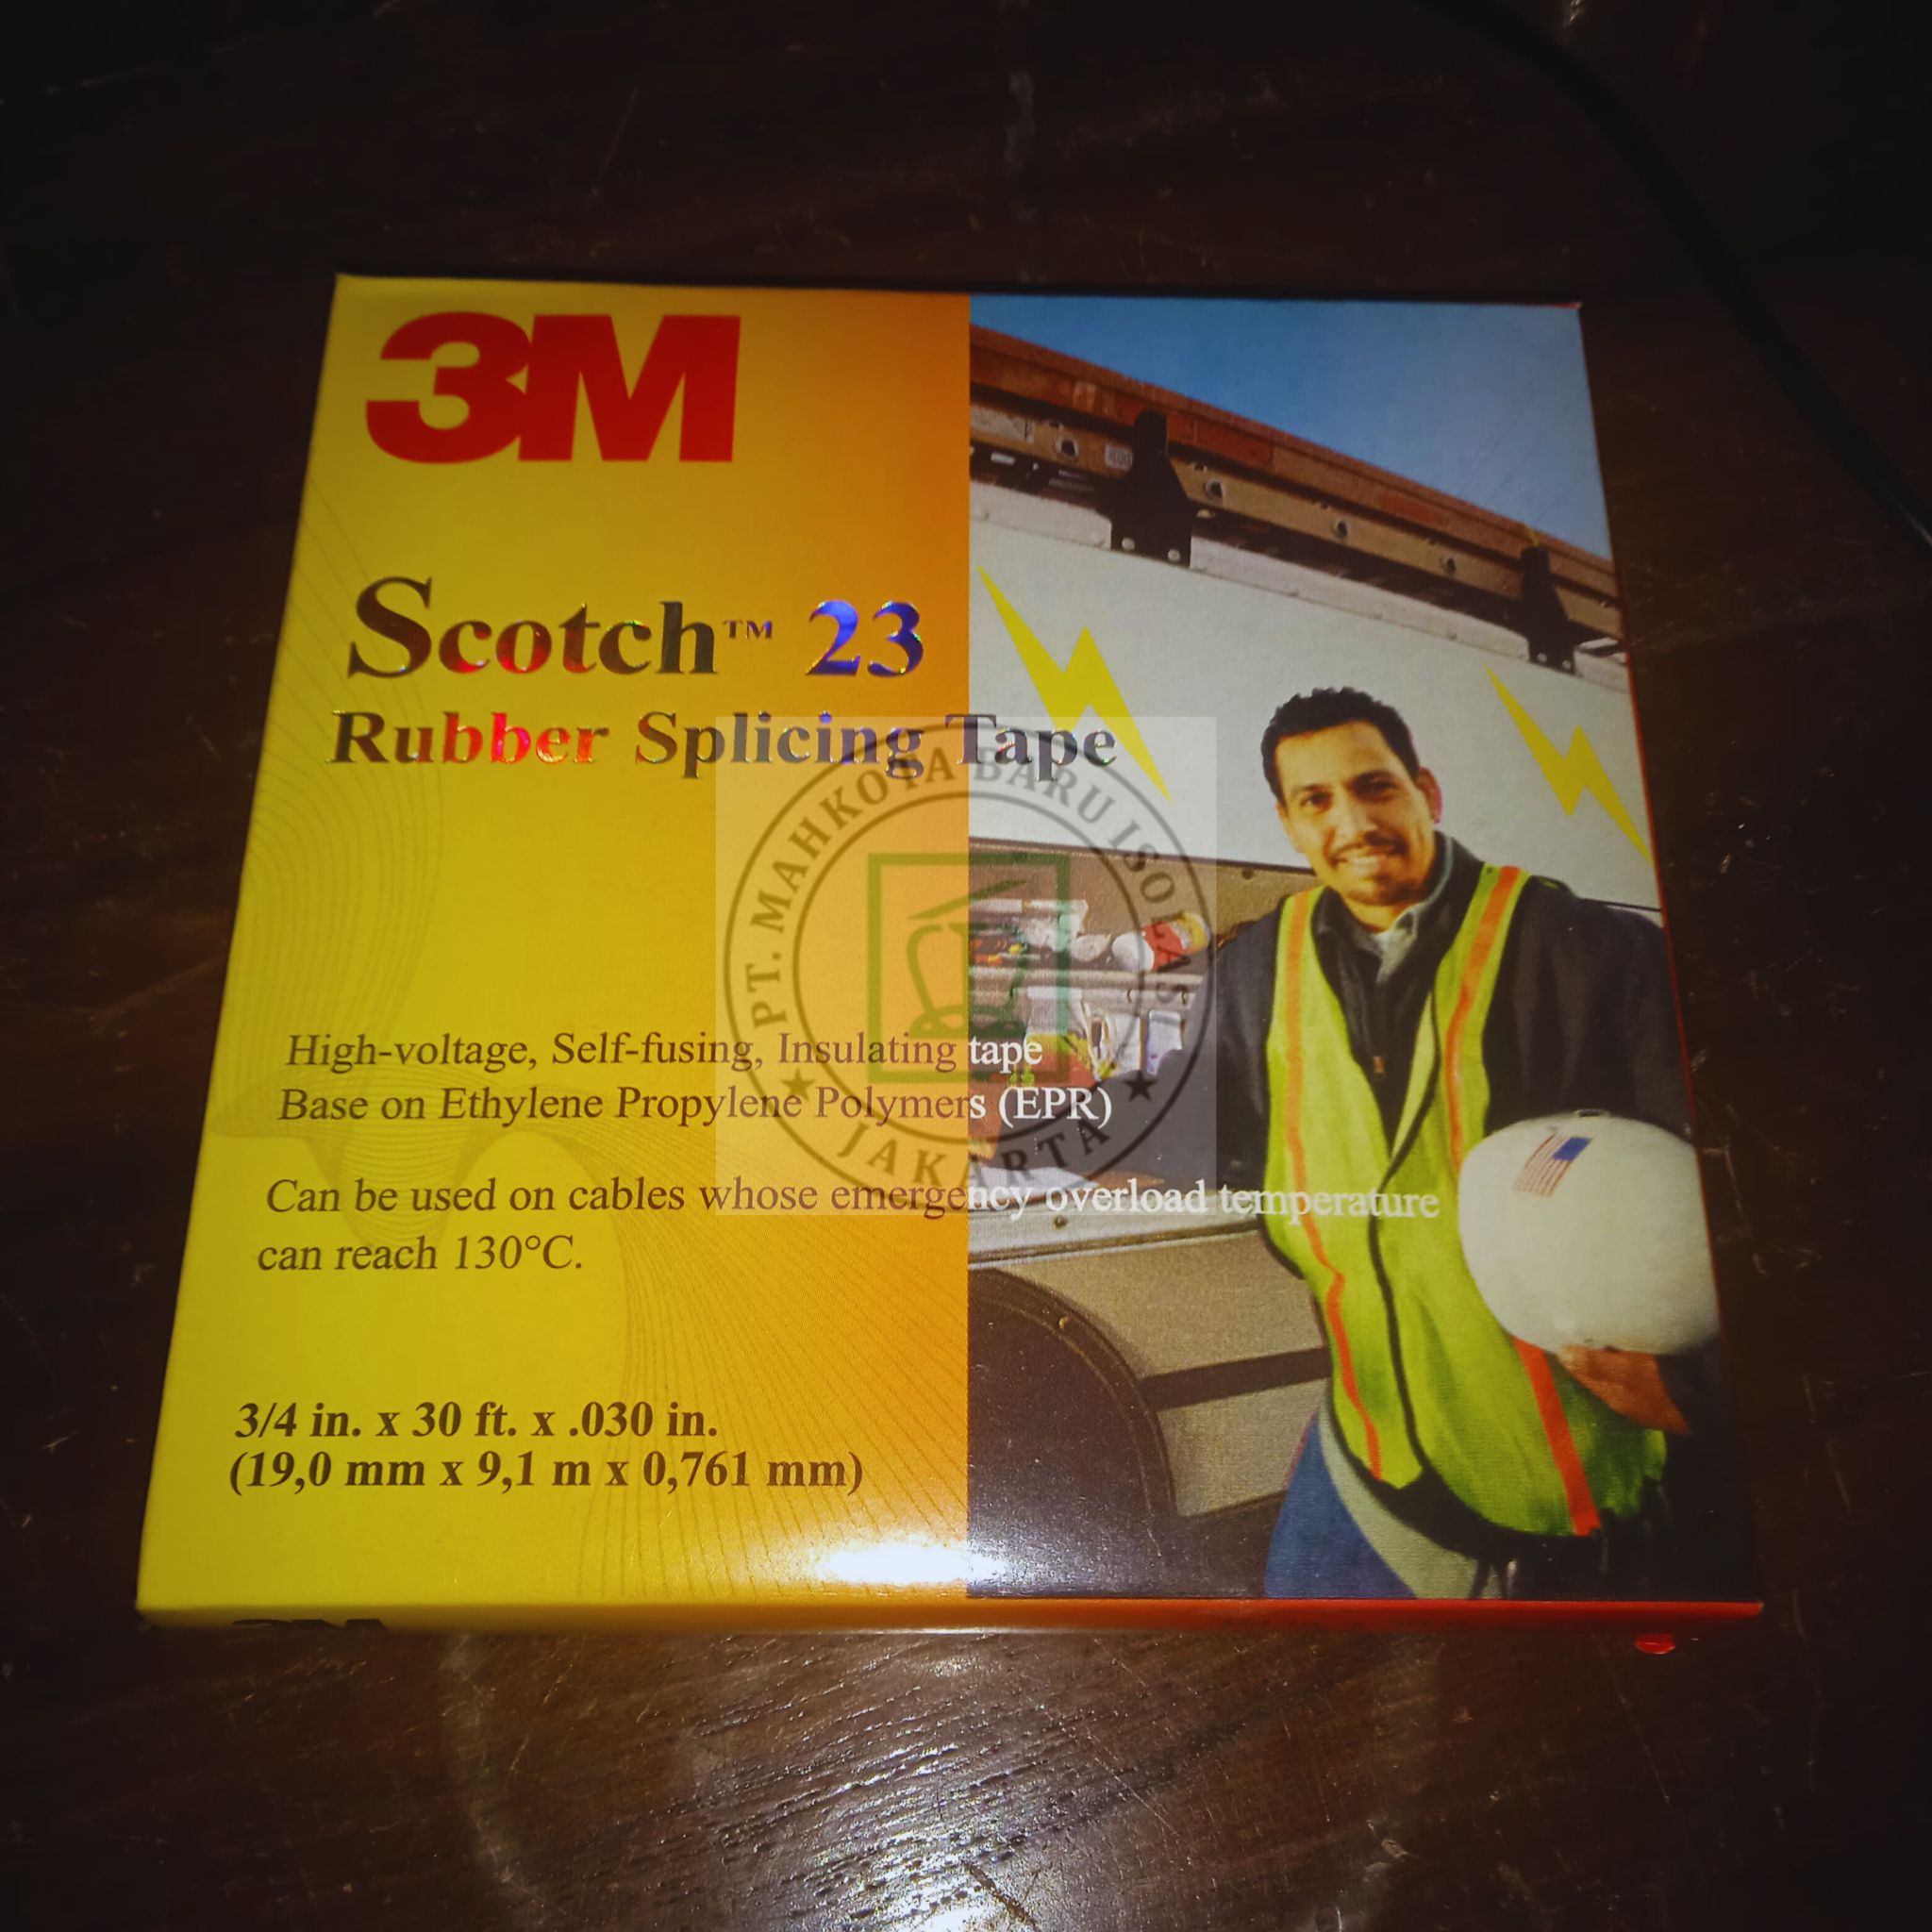 3M
Scotch™ 23
Rubber Splicing Tape
PT. MAHKOTA BARU ISOLASI
JAKARTA
High-voltage, Self-fusing, Insulating tape
Base on Ethylene Propylene Polymers (EPR)
Can be used on cables whose emergency overload temperature
can reach 130°C.
3/4 in. x 30 ft. x .030 in.
(19,0 mm x 9,1 m x 0,761 mm)
3M